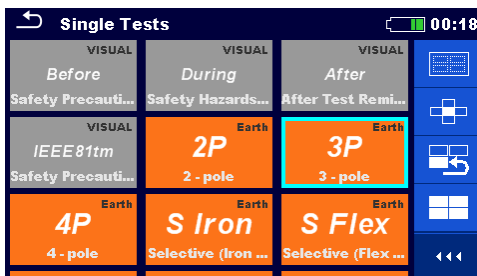 Single Tests 00:18
VISUAL VISUAL VISUAL
Before During After
Safety Precauti... Safety Hazards... After Test Remi...
VISUAL Earth Earth
IEEE81tm 2P 3P
Safety Precauti... 2 - pole 3 - pole
Earth Earth Earth
4P S Iron S Flex
4 - pole Selective (Iron ... Selective (Flex ...